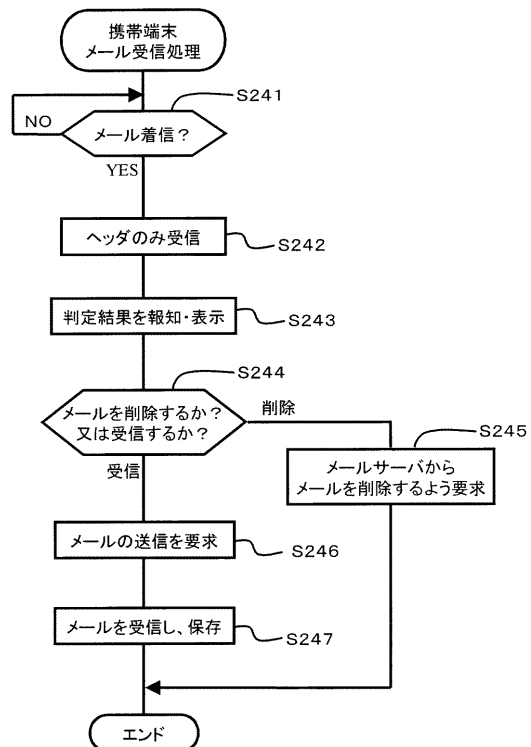 携帯端末
メール受信処理
S241
NO
メール着信？
YES
ヘッダのみ受信
S242
判定結果を報知・表示
S243
S244
メールを削除するか？
又は受信するか？
削除
S245
受信
メールサーバから
メールを削除するよう要求
メールの送信を要求
S246
メールを受信し、保存
S247
エンド